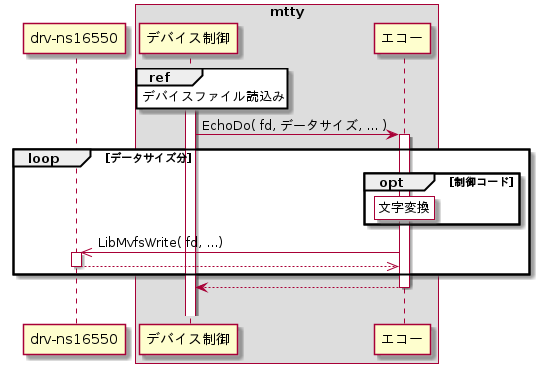 mtty
drv-ns16550
デバイス制御
エコー
ref
デバイスファイル読込み
EchoDo( fd, データサイズ, ... )
loop
[データサイズ分]
opt
[制御コード]
文字変換
LibMvfsWrite( fd, ...)
drv-ns16550
デバイス制御
エコー